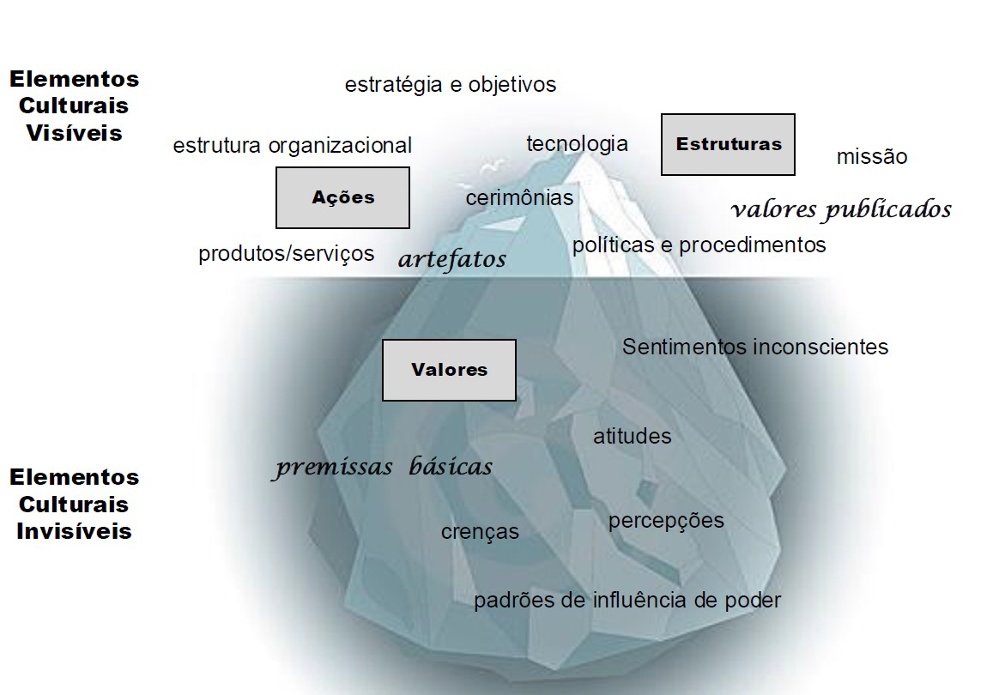 Elementos
Culturais
Visíveis
estratégia e objetivos
estrutura organizacional
tecnologia
Estruturas
missão
Ações
cerimônias
valores publicados
produtos/serviços
artefatos
políticas e procedimentos
Sentimentos inconscientes
Valores
atitudes
premissas básicas
Elementos
Culturais
Invisíveis
crenças
percepções
padrões de influência de poder